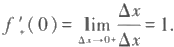 f′₊(0) = lim_{Δx→0+} Δx/Δx = 1.